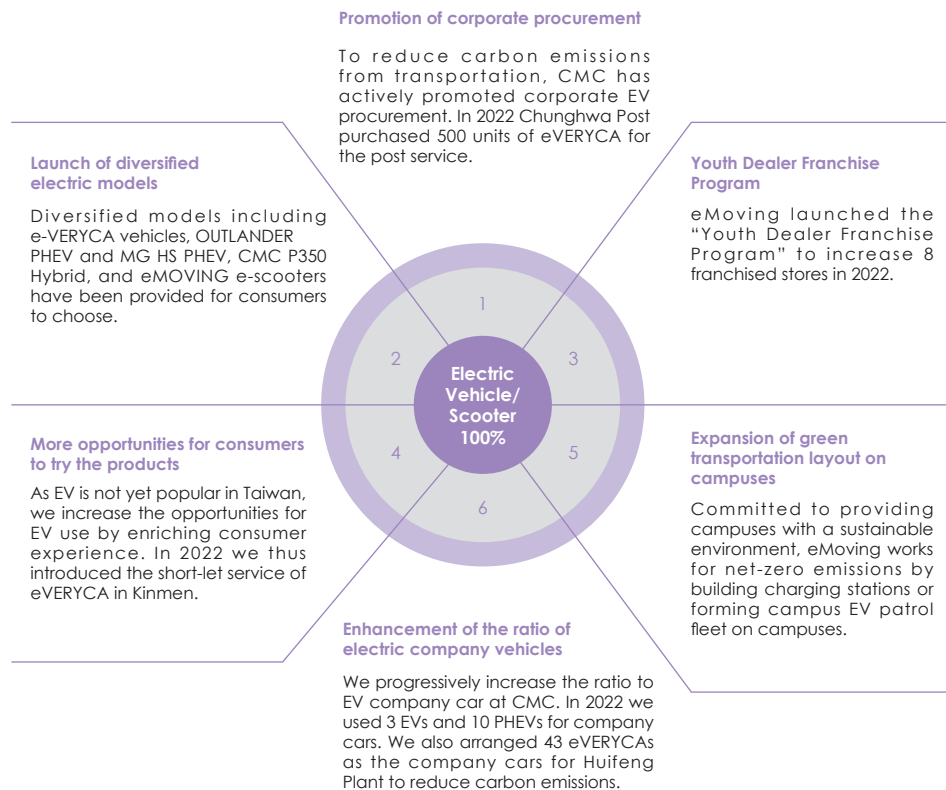 Promotion of corporate procurement
To reduce carbon emissions
from transportation, CMC has
actively promoted corporate EV
procurement. In 2022 Chunghwa Post
purchased 500 units of eVERYCA for
the post service.
Launch of diversified
electric models
Diversified models including
e-VERYCA vehicles, OUTLANDER
PHEV and MG HS PHEV, CMC P350
Hybrid, and eMOVING e-scooters
have been provided for consumers
to choose.
Youth Dealer Franchise
Program
eMoving launched the
“Youth Dealer Franchise
Program” to increase 8
franchised stores in 2022.
1
2
3
Electric
Vehicle/
Scooter
100%
4
5
6
More opportunities for consumers
to try the products
As EV is not yet popular in Taiwan,
we increase the opportunities for
EV use by enriching consumer
experience. In 2022 we thus
introduced the short-let service of
eVERYCA in Kinmen.
Expansion of green
transportation layout on
campuses
Committed to providing
campuses with a sustainable
environment, eMoving works
for net-zero emissions by
building charging stations or
forming campus EV patrol
fleet on campuses.
Enhancement of the ratio of
electric company vehicles
We progressively increase the ratio to
EV company car at CMC. In 2022 we
used 3 EVs and 10 PHEVs for company
cars. We also arranged 43 eVERYCAs
as the company cars for Huifeng
Plant to reduce carbon emissions.